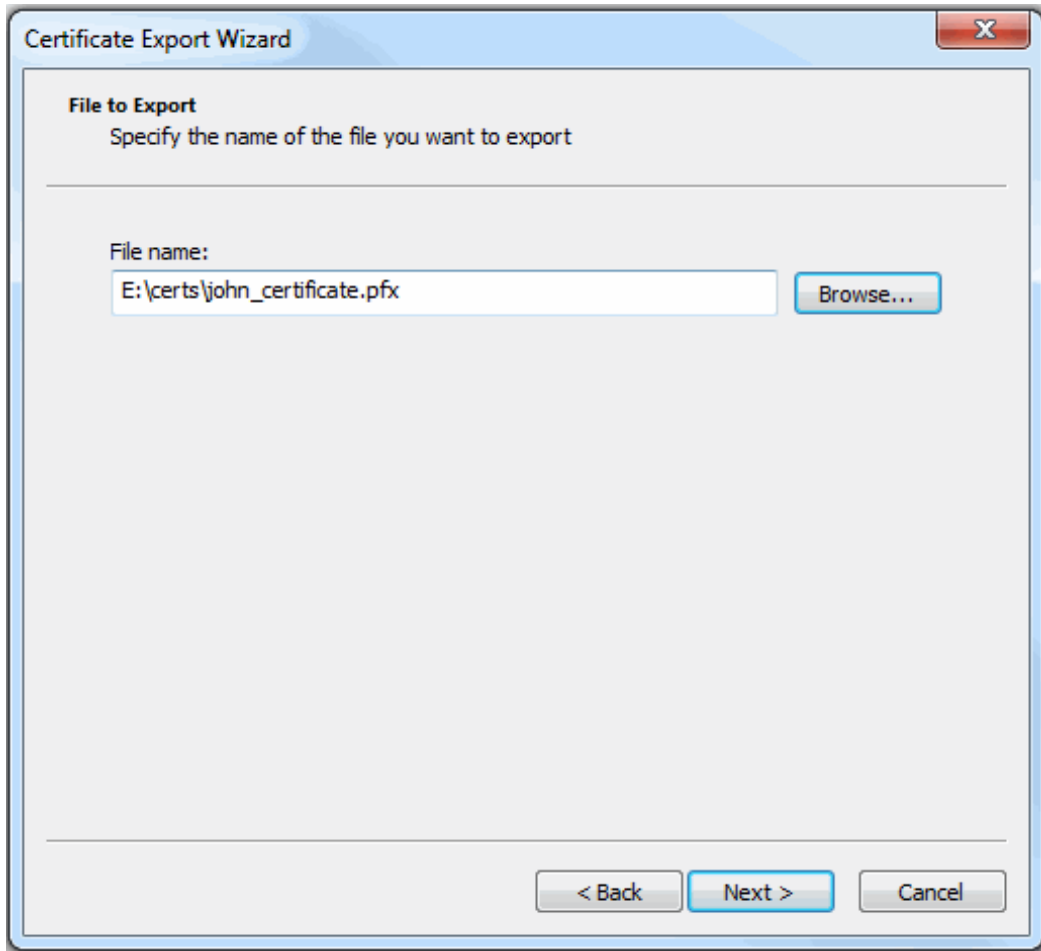 Certificate Export Wizard
File to Export
Specify the name of the file you want to export
File name:
E:\certs\john_certificate.pfx
Browse...
< Back
Next >
Cancel